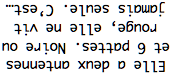 Elle a deux antennes
et 6 pattes. Noire ou
rouge, elle ne vit
jamais seule. C'est…